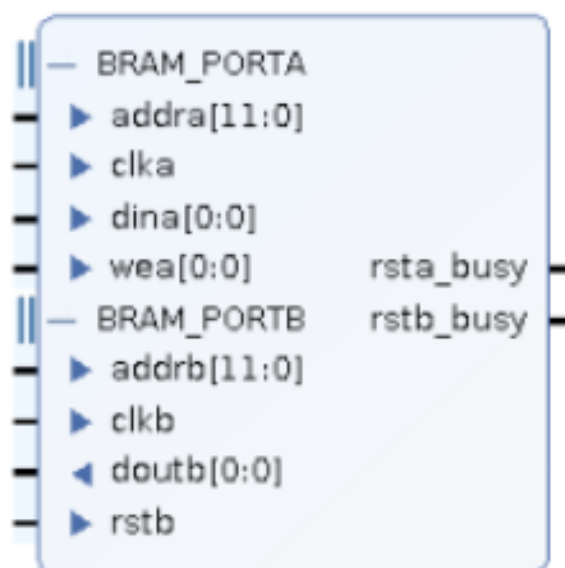 BRAM_PORTA
addra[11:0]
clka
dina[0:0]
wea[0:0] rsta_busy
BRAM_PORTB rstb_busy
addrb[11:0]
clkb
doutb[0:0]
rstb